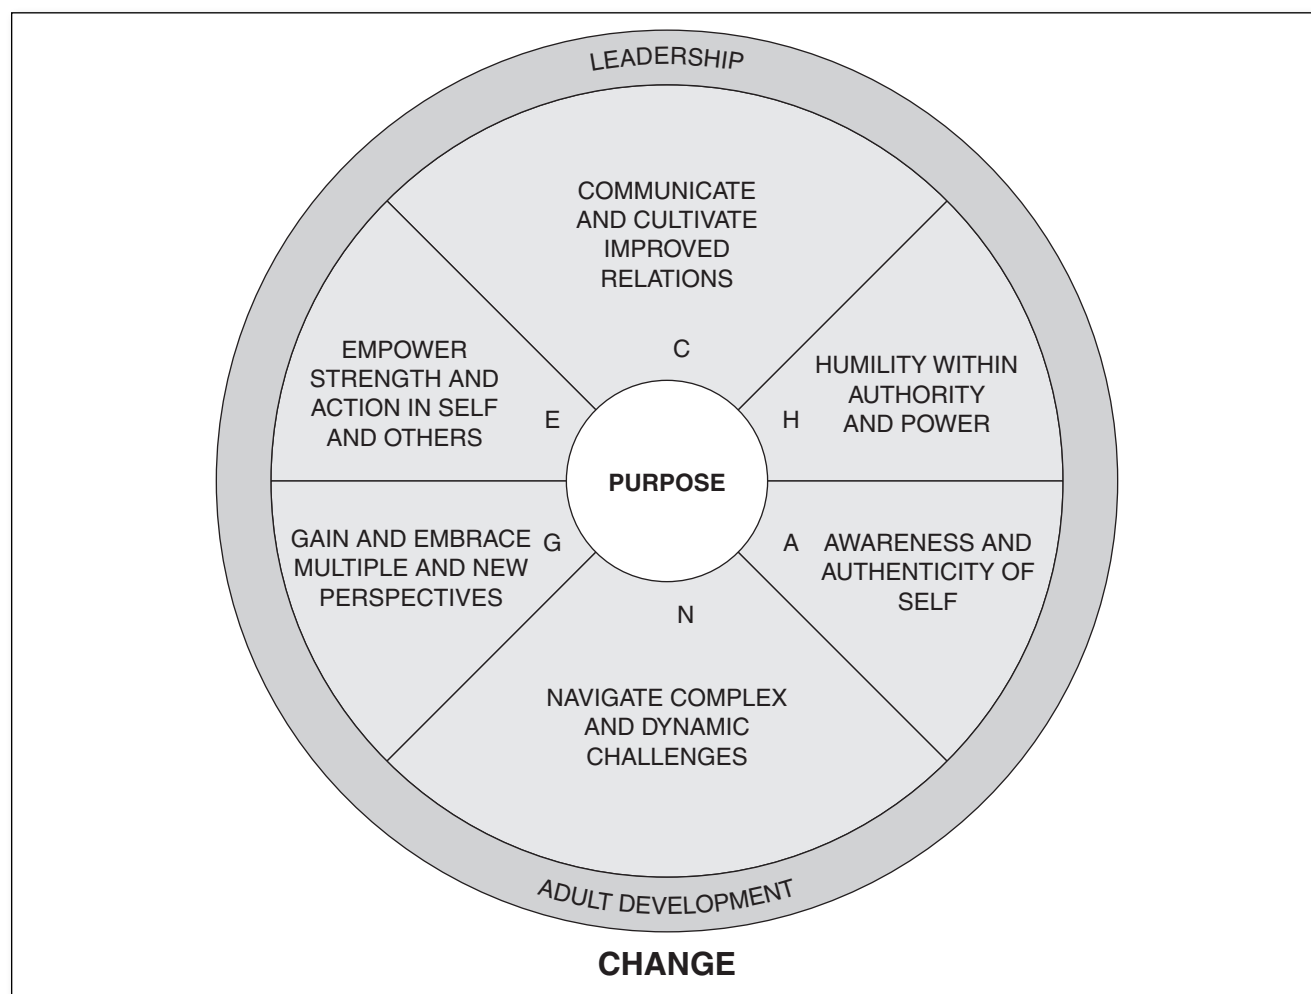 LEADERSHIP
COMMUNICATE
AND CULTIVATE
IMPROVED
RELATIONS
C
HUMILITY WITHIN
AUTHORITY
AND POWER
H
AWARENESS AND
AUTHENTICITY OF
SELF
A
NAVIGATE COMPLEX
AND DYNAMIC
CHALLENGES
N
GAIN AND EMBRACE
MULTIPLE AND NEW
PERSPECTIVES
G
EMPOWER
STRENGTH AND
ACTION IN SELF
AND OTHERS
E
PURPOSE
ADULT DEVELOPMENT
CHANGE